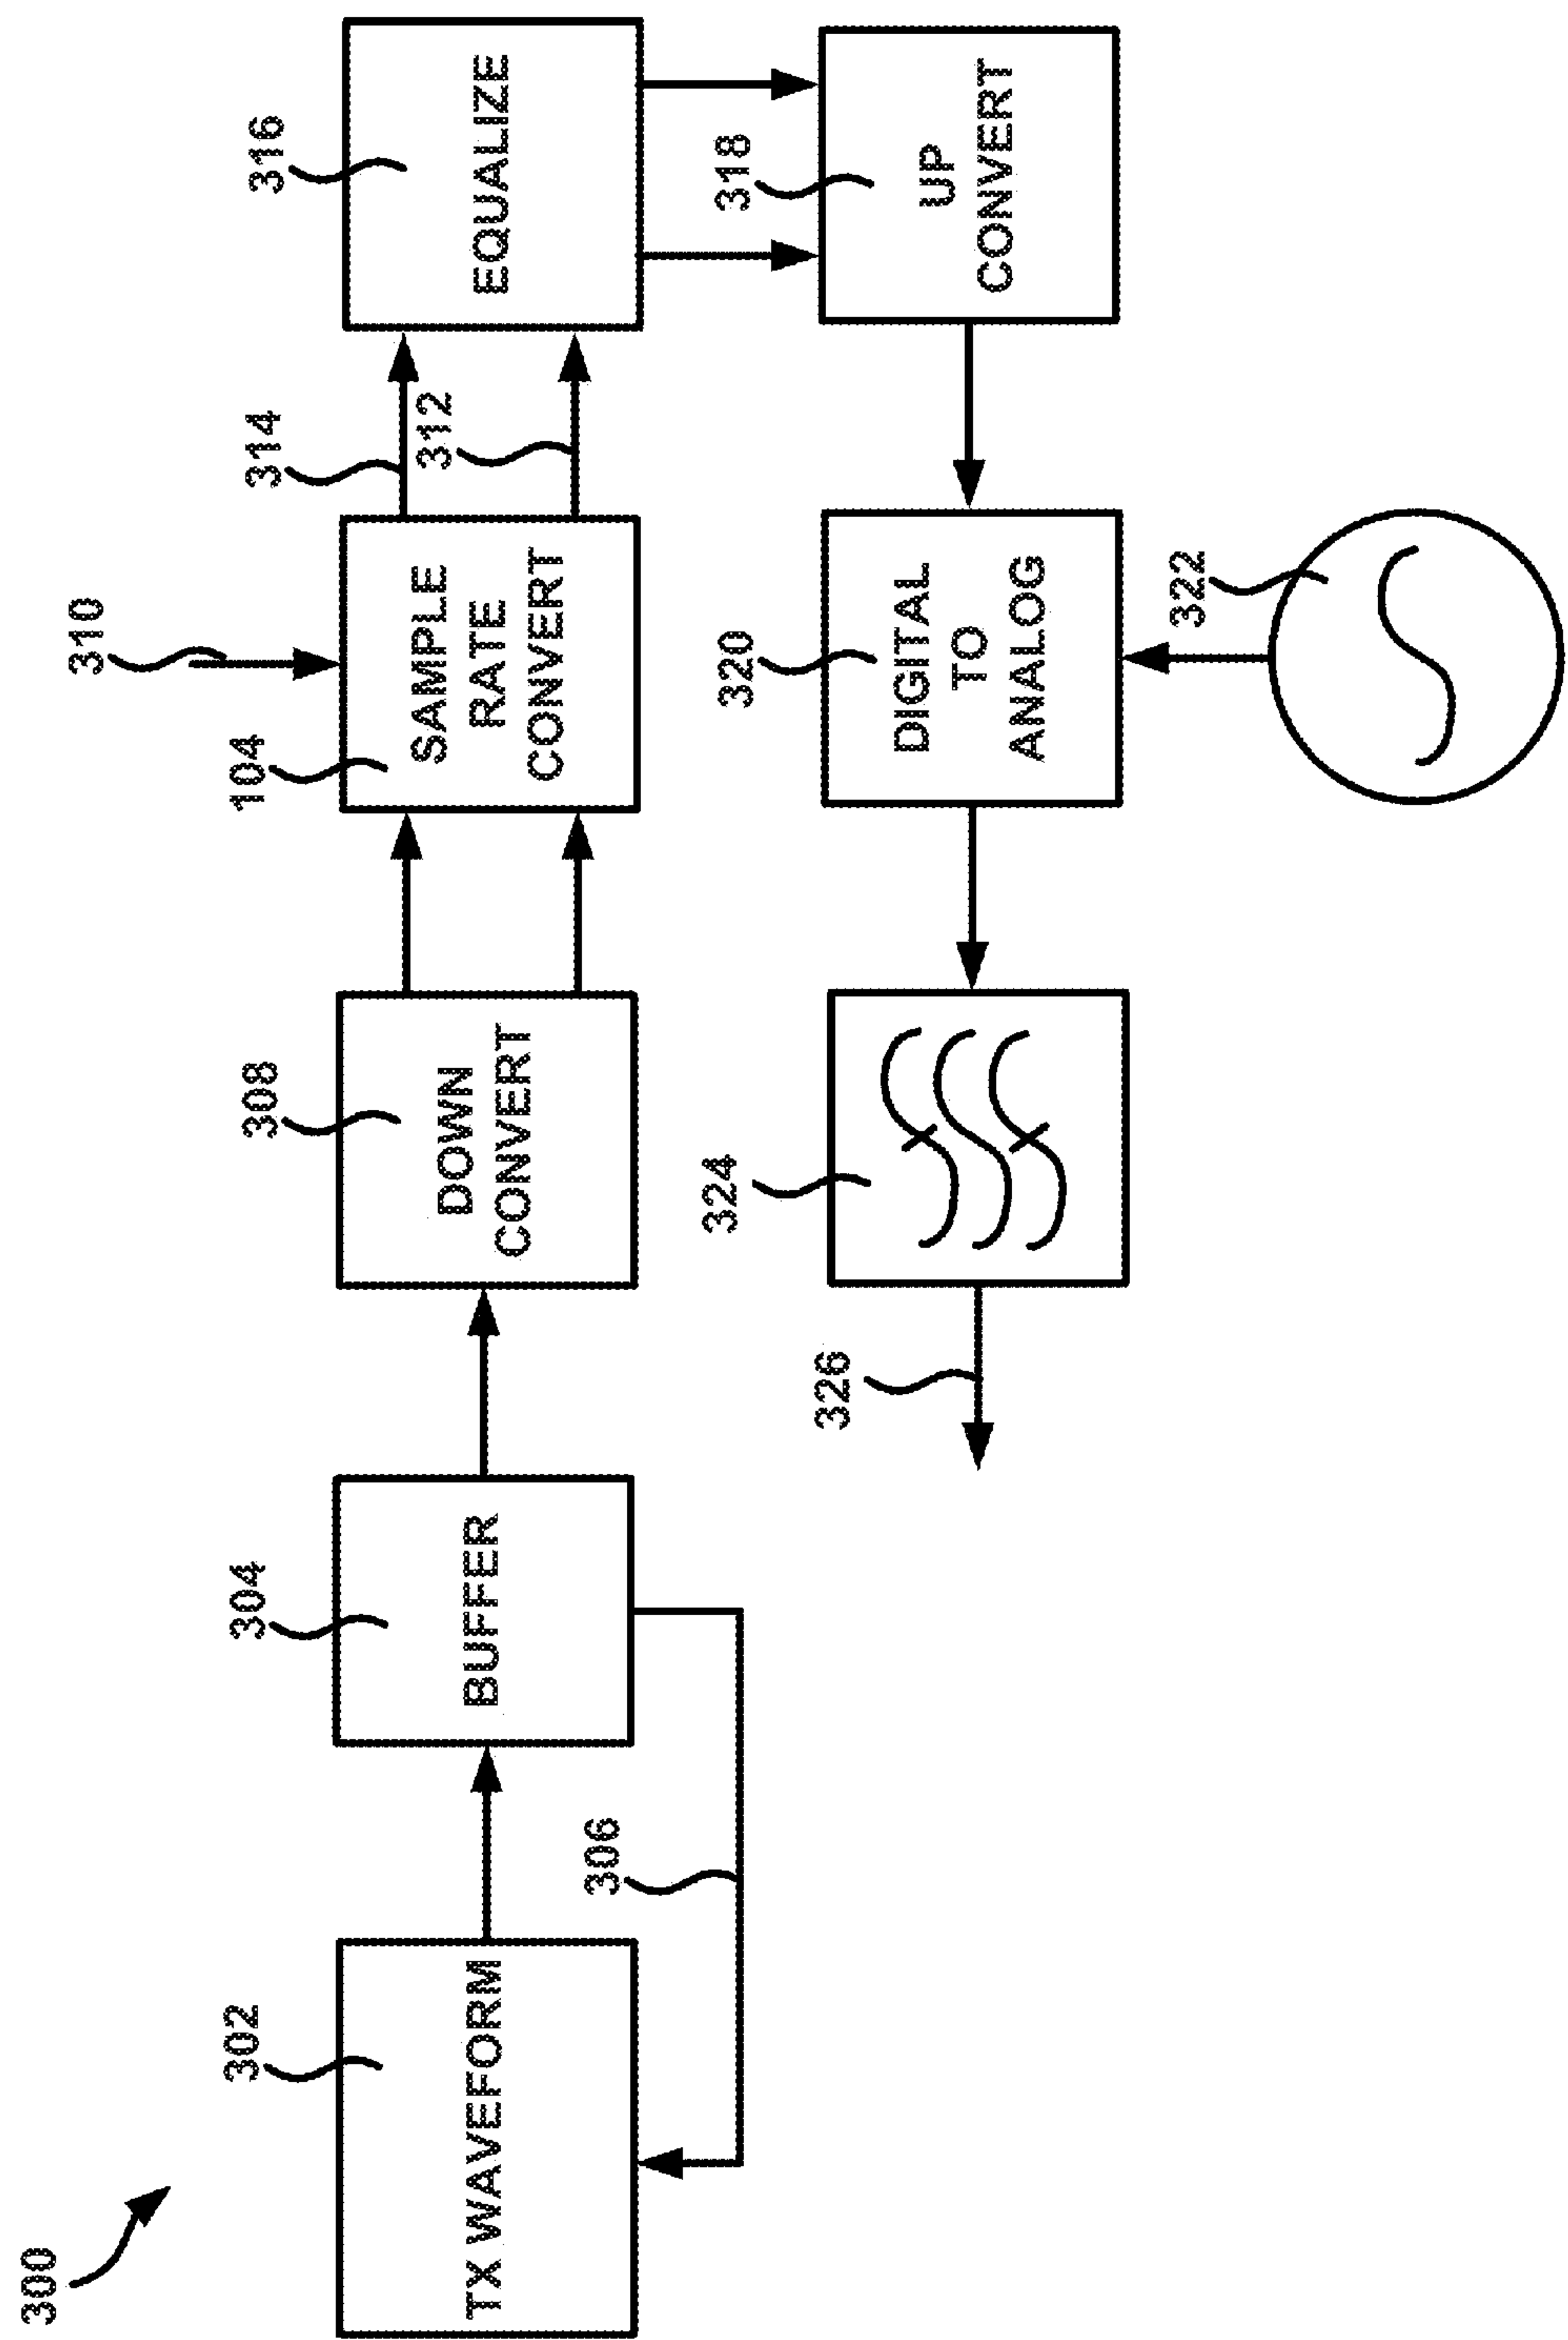 300
302
TX WAVEFORM
304
BUFFER
306
308
DOWN
CONVERT
310
104
SAMPLE
RATE
CONVERT
314
312
316
EQUALIZE
318
UP
CONVERT
320
DIGITAL
TO
ANALOG
322
324
326